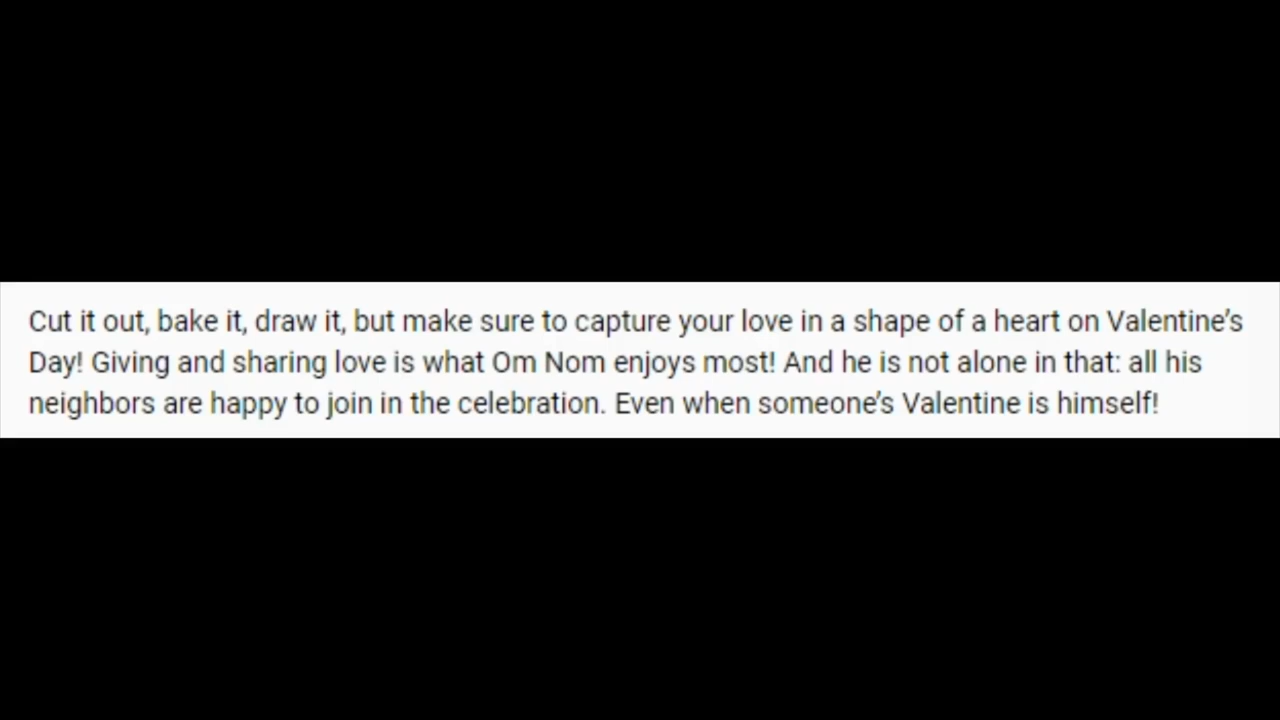 Cut it out, bake it, draw it, but make sure to capture your love in a shape of a heart on Valentine’s
Day! Giving and sharing love is what Om Nom enjoys most! And he is not alone in that: all his
neighbors are happy to join in the celebration. Even when someone’s Valentine is himself!